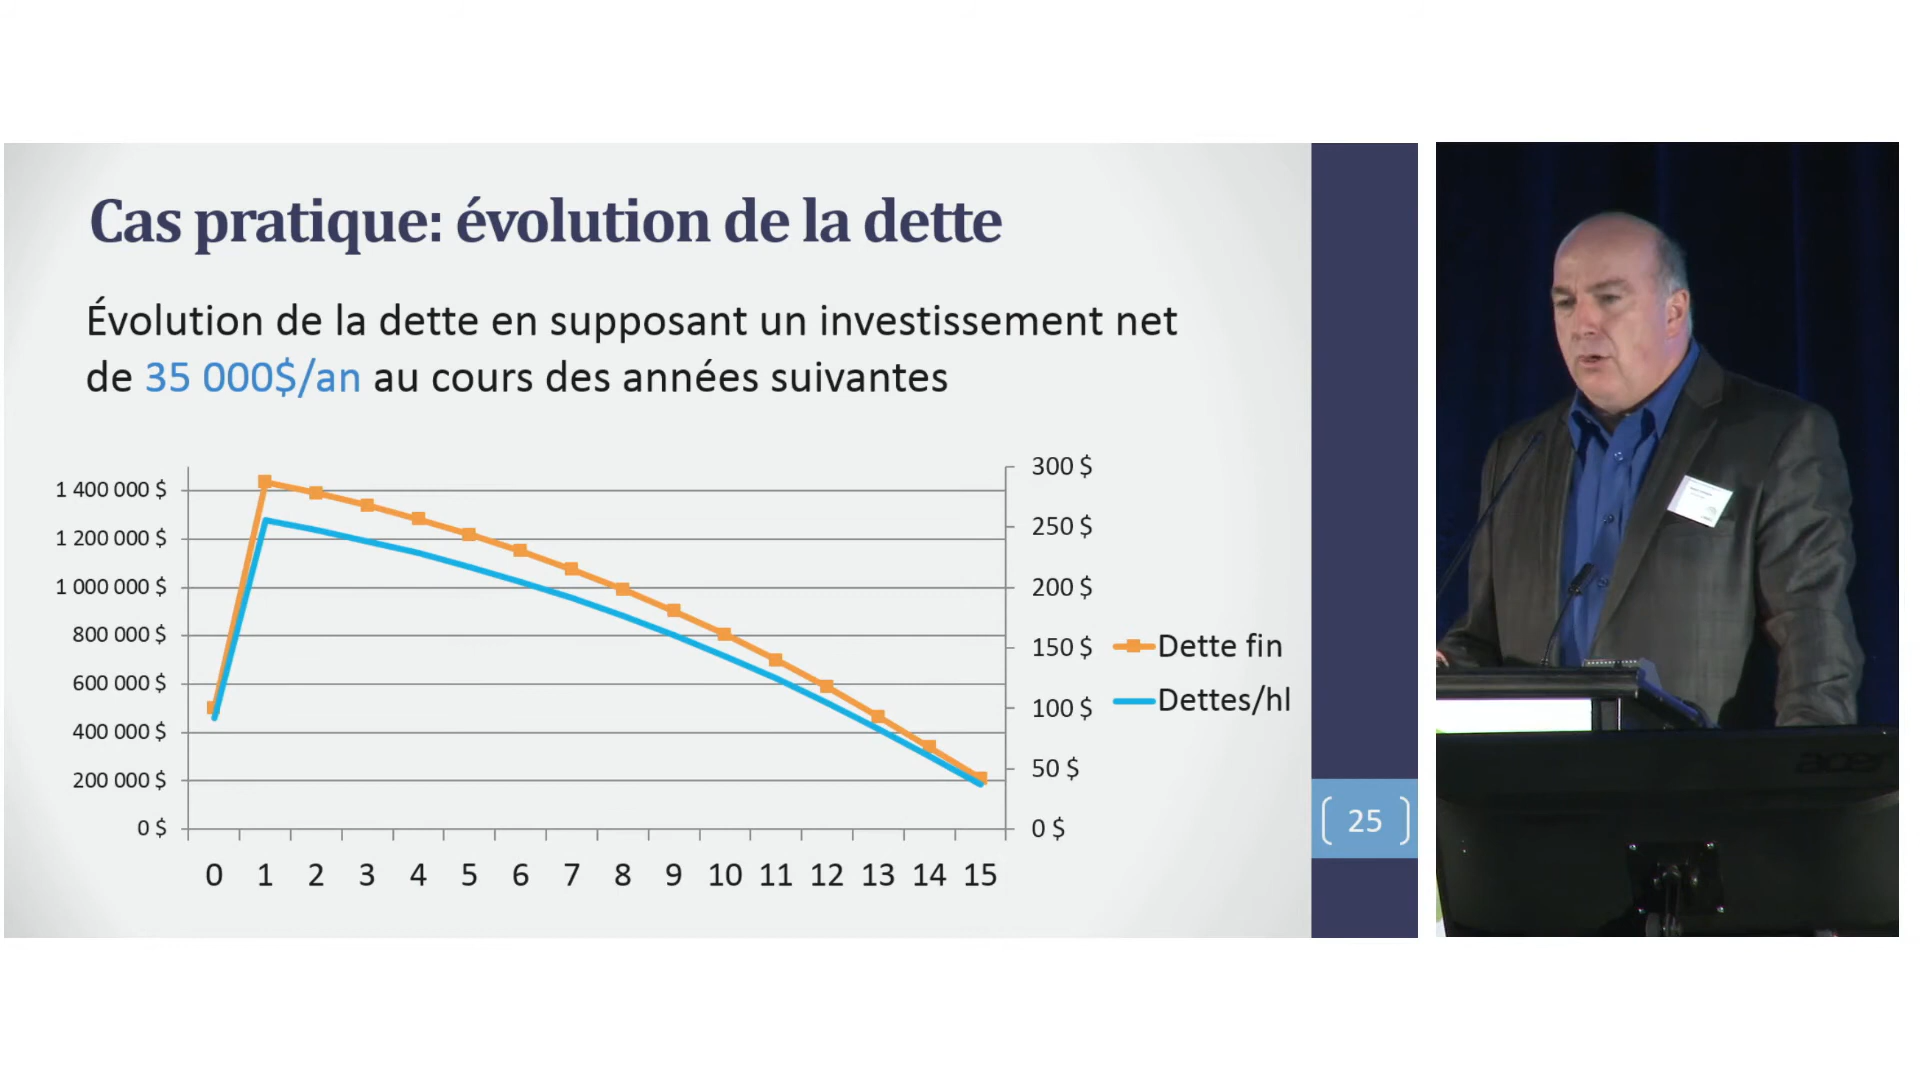 Cas pratique: évolution de la dette
Évolution de la dette en supposant un investissement net
de 35 000$/an au cours des années suivantes
1 400 000 $
1 200 000 $
1 000 000 $
800 000 $
600 000 $
400 000 $
200 000 $
0 $
300 $
250 $
200 $
150 $
100 $
50 $
0 $
0 1 2 3 4 5 6 7 8 9 10 11 12 13 14 15
Dette fin
Dettes/hl
25
acer